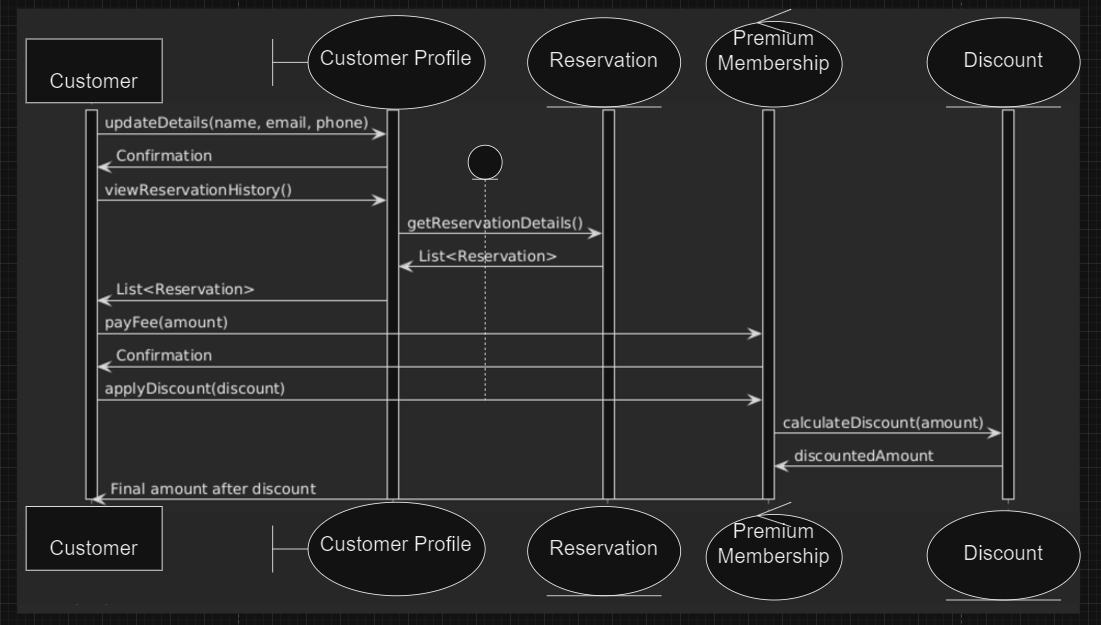 Customer
Customer Profile
Reservation
Premium
Membership
Discount
updateDetails(name, email, phone)
Confirmation
viewReservationHistory()
getReservationDetails()
List<Reservation>
List<Reservation>
payFee(amount)
Confirmation
applyDiscount(discount)
calculateDiscount(amount)
discountedAmount
Final amount after discount
Customer
Customer Profile
Reservation
Premium
Membership
Discount